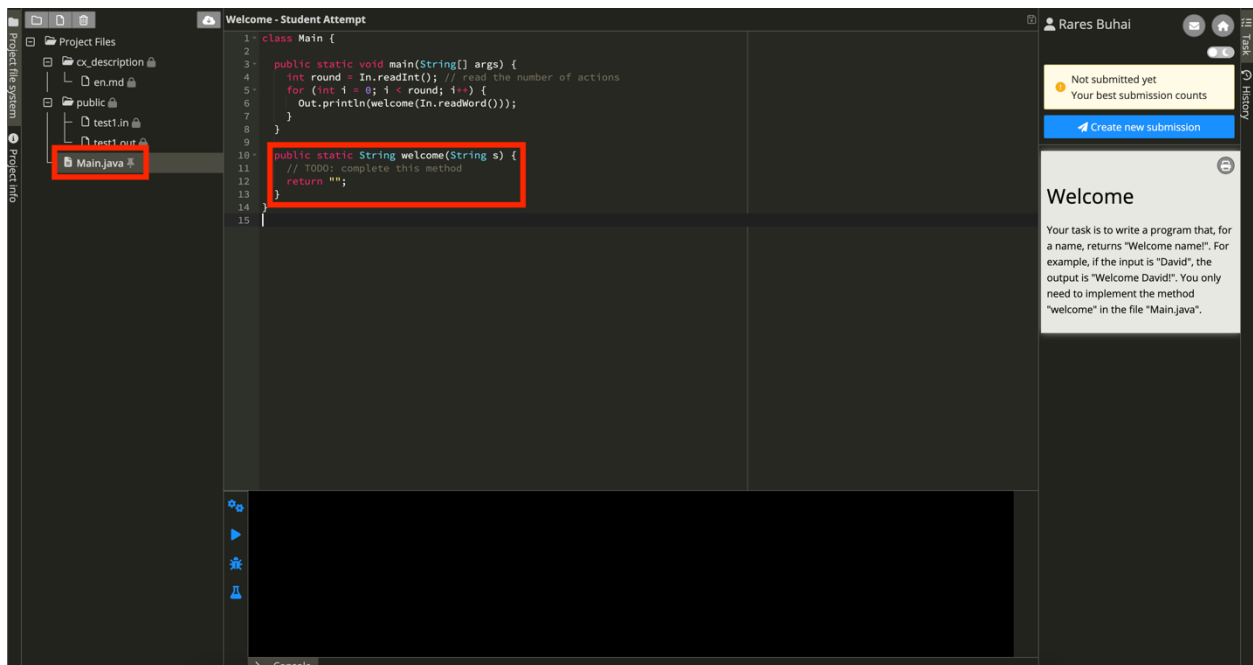 Project file system
Project info
Project Files
cx_description
en.md
public
test1.in
test1.out
Main.java
Welcome - Student Attempt
1 class Main {
2
3 public static void main(String[] args) {
4 int round = In.readInt(); // read the number of actions
5 for (int i = 0; i < round; i++) {
6 Out.println(welcome(In.readWord()));
7 }
8 }
9
10 public static String welcome(String s) {
11 // TODO: complete this method
12 return "";
13 }
14 }
15
Console
Rares Buhai
Not submitted yet
Your best submission counts
Create new submission
Welcome
Your task is to write a program that, for
a name, returns "Welcome name!". For
example, if the input is "David", the
output is "Welcome David!". You only
need to implement the method
"welcome" in the file "Main.java".
Task
History